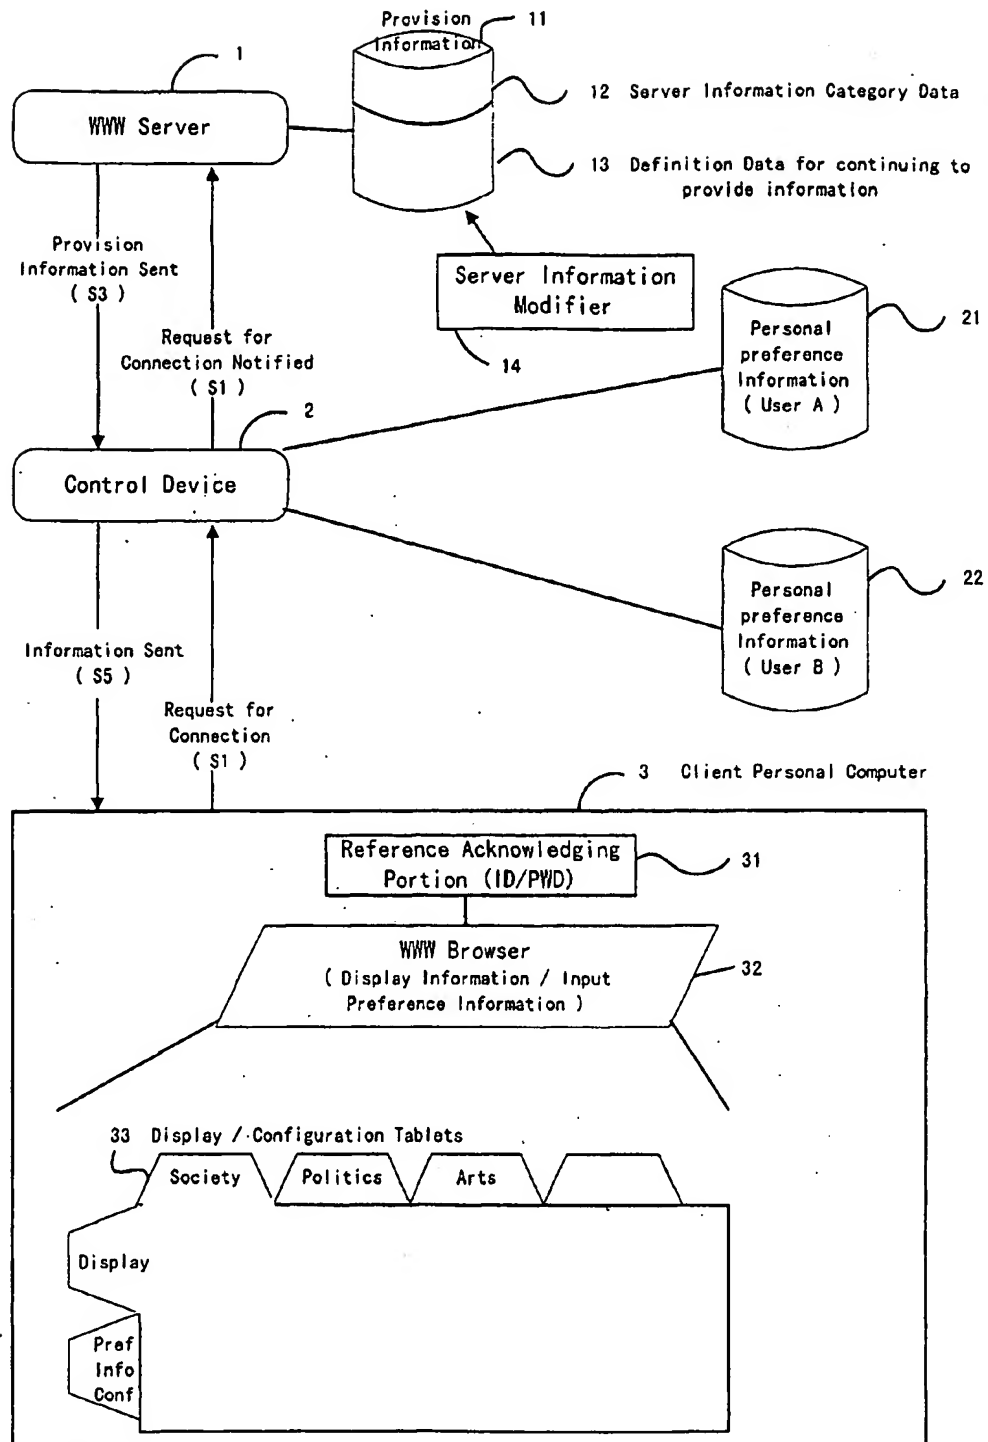 Provision
Information
11
1
12 Server Information Category Data
WWW Server
13 Definition Data for continuing to
provide information
Provision
Information Sent
( S3 )
Server Information
Modifier
14
Request for
Connection Notified
( S1 )
Personal
preference
Information
( User A )
21
2
Control Device
Personal
preference
Information
( User B )
22
Information Sent
( S5 )
Request for
Connection
( S1 )
3 Client Personal Computer
Reference Acknowledging
Portion (ID/PWD)
31
WWW Browser
( Display Information / Input
Preference Information )
32
33 Display / Configuration Tablets
Society
Politics
Arts
Display
Pref
Info
Conf